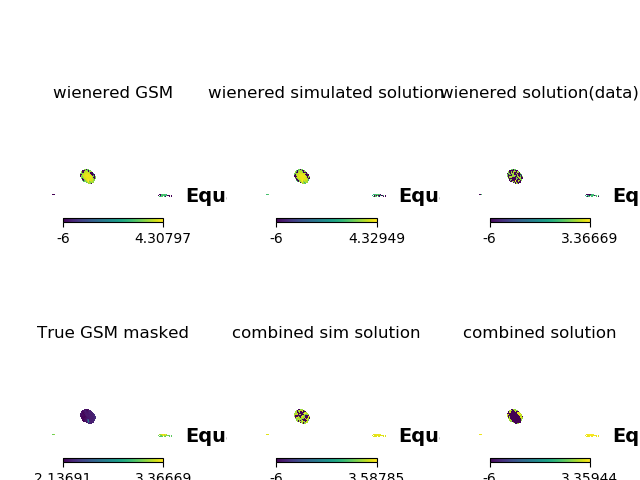 wienered GSM
wienered simulated solution
wienered solution(data)
Equ
Equ
Eq
-6 4.30797
-6 4.32949
-6 3.36669
True GSM masked
combined sim solution
combined solution
Equ
Equ
Eq
2.13691 3.36669
-6 3.58785
-6 3.35944